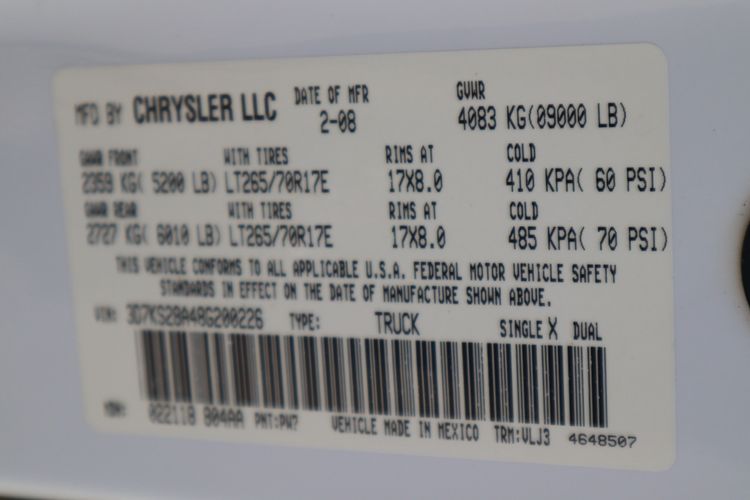 MFD BY CHRYSLER LLC DATE OF MFR GVWR
2-08 4083 KG(09000 LB)
GAWR FRONT WITH TIRES RIMS AT COLD
2359 KG( 5200 LB) LT265/70R17E 17X8.0 410 KPA( 60 PSI)
GAWR REAR WITH TIRES RIMS AT COLD
2727 KG( 6010 LB) LT265/70R17E 17X8.0 485 KPA( 70 PSI)
THIS VEHICLE CONFORMS TO ALL APPLICABLE U.S.A. FEDERAL MOTOR VEHICLE SAFETY
STANDARDS IN EFFECT ON THE DATE OF MANUFACTURE SHOWN ABOVE.
VIN: 3D7KS28A48G200226 TYPE: TRUCK SINGLE X DUAL
MDH: 022118 804AA PNT:PW7 VEHICLE MADE IN MEXICO TRM:VLJ3 4648507